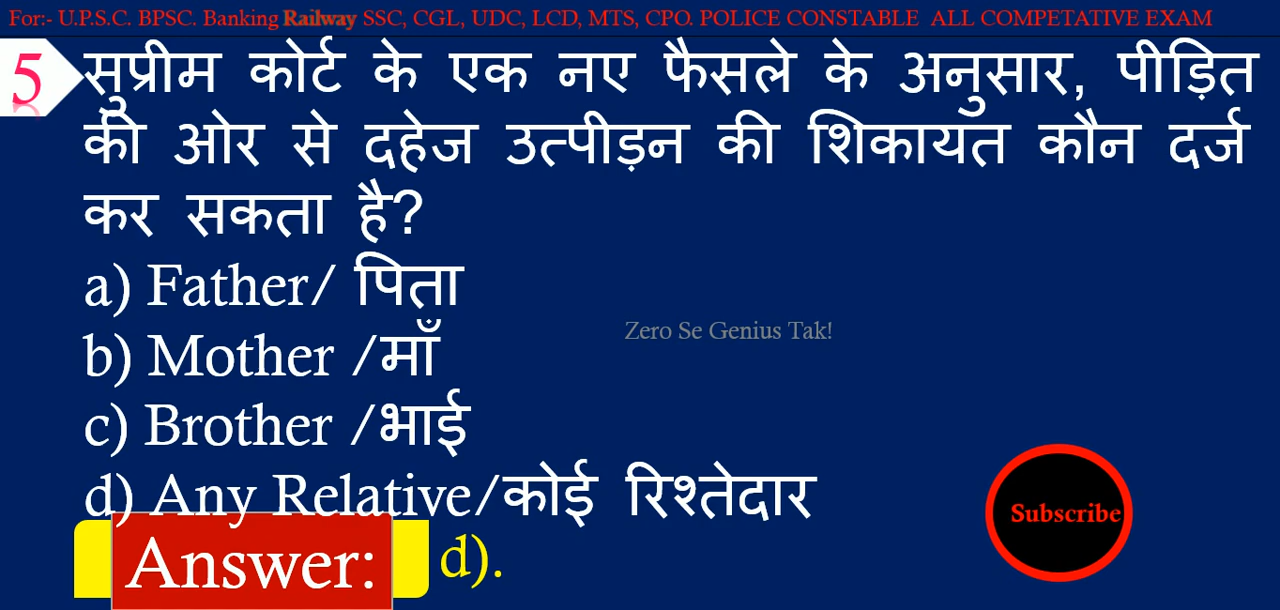 For:- U.P.S.C. BPSC. Banking Railway SSC, CGL, UDC, LCD, MTS, CPO. POLICE CONSTABLE ALL COMPETATIVE EXAM
5 सुप्रीम कोर्ट के एक नए फैसले के अनुसार, पीड़ित
की ओर से दहेज उत्पीड़न की शिकायत कौन दर्ज
कर सकता है?
a) Father/ पिता
Zero Se Genius Tak!
b) Mother /माँ
c) Brother /भाई
d) Any Relative/कोई रिश्तेदार
Subscribe
Answer: d).